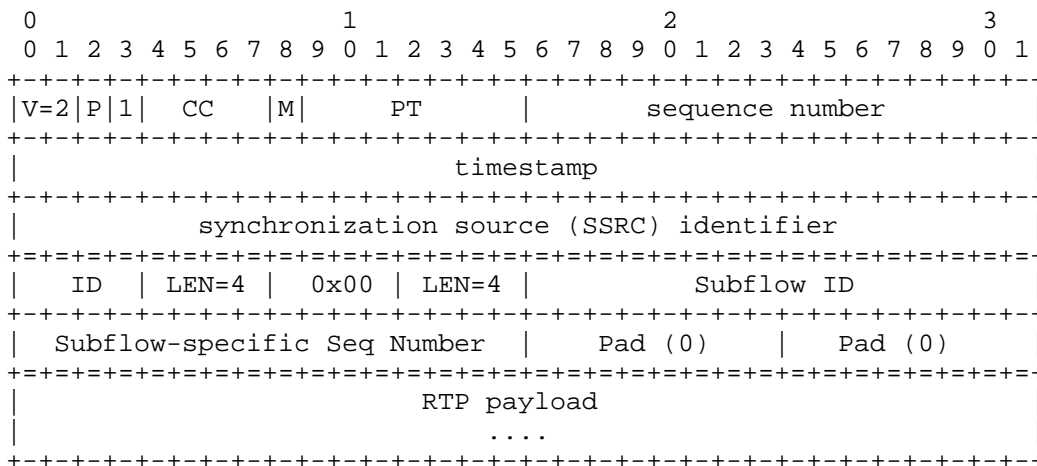 0                   1                   2                   3
 0 1 2 3 4 5 6 7 8 9 0 1 2 3 4 5 6 7 8 9 0 1 2 3 4 5 6 7 8 9 0 1
+-+-+-+-+-+-+-+-+-+-+-+-+-+-+-+-+-+-+-+-+-+-+-+-+-+-+-+-+-+-+-+-
|V=2|P|1|  CC   |M|     PT      |       sequence number
+-+-+-+-+-+-+-+-+-+-+-+-+-+-+-+-+-+-+-+-+-+-+-+-+-+-+-+-+-+-+-+-
|                           timestamp
+-+-+-+-+-+-+-+-+-+-+-+-+-+-+-+-+-+-+-+-+-+-+-+-+-+-+-+-+-+-+-+-
|           synchronization source (SSRC) identifier
+=+=+=+=+=+=+=+=+=+=+=+=+=+=+=+=+=+=+=+=+=+=+=+=+=+=+=+=+=+=+=+=-
|   ID  | LEN=4 |  0x00 | LEN=4 |          Subflow ID
+-+-+-+-+-+-+-+-+-+-+-+-+-+-+-+-+-+-+-+-+-+-+-+-+-+-+-+-+-+-+-+-
|  Subflow-specific Seq Number  |    Pad (0)    |   Pad (0)
+=+=+=+=+=+=+=+=+=+=+=+=+=+=+=+=+=+=+=+=+=+=+=+=+=+=+=+=+=+=+=+=-
|                         RTP payload
|                             ....
+-+-+-+-+-+-+-+-+-+-+-+-+-+-+-+-+-+-+-+-+-+-+-+-+-+-+-+-+-+-+-+-